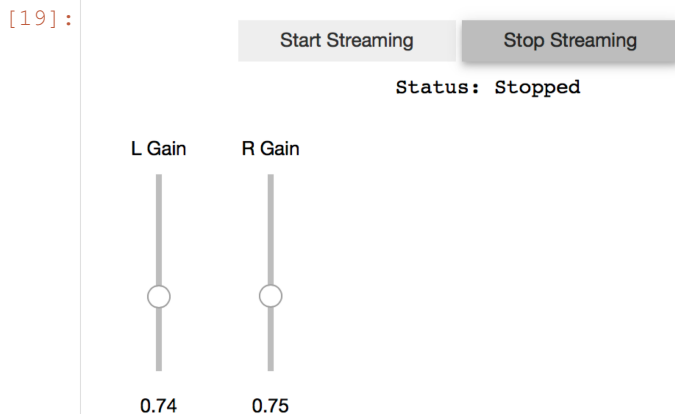 [19]:
Start Streaming Stop Streaming
Status: Stopped
L Gain R Gain
0.74 0.75